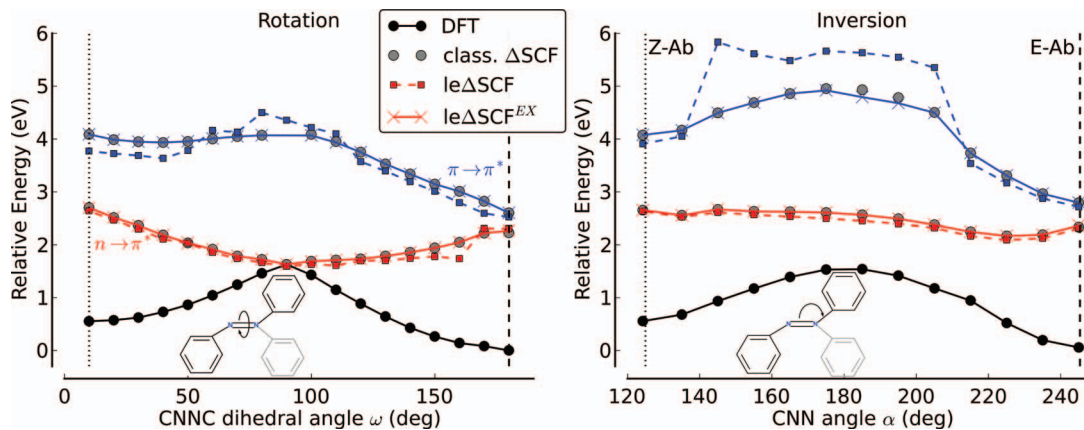 Rotation
Inversion
DFT
class. ΔSCF
leΔSCF
leΔSCF^EX
Z-Ab
E-Ab
π→π*
n→π*
Relative Energy (eV)
6
5
4
3
2
1
0
0
50
100
150
CNNC dihedral angle ω (deg)
Relative Energy (eV)
6
5
4
3
2
1
0
120
140
160
180
200
220
240
CNN angle α (deg)
N
N
N
N